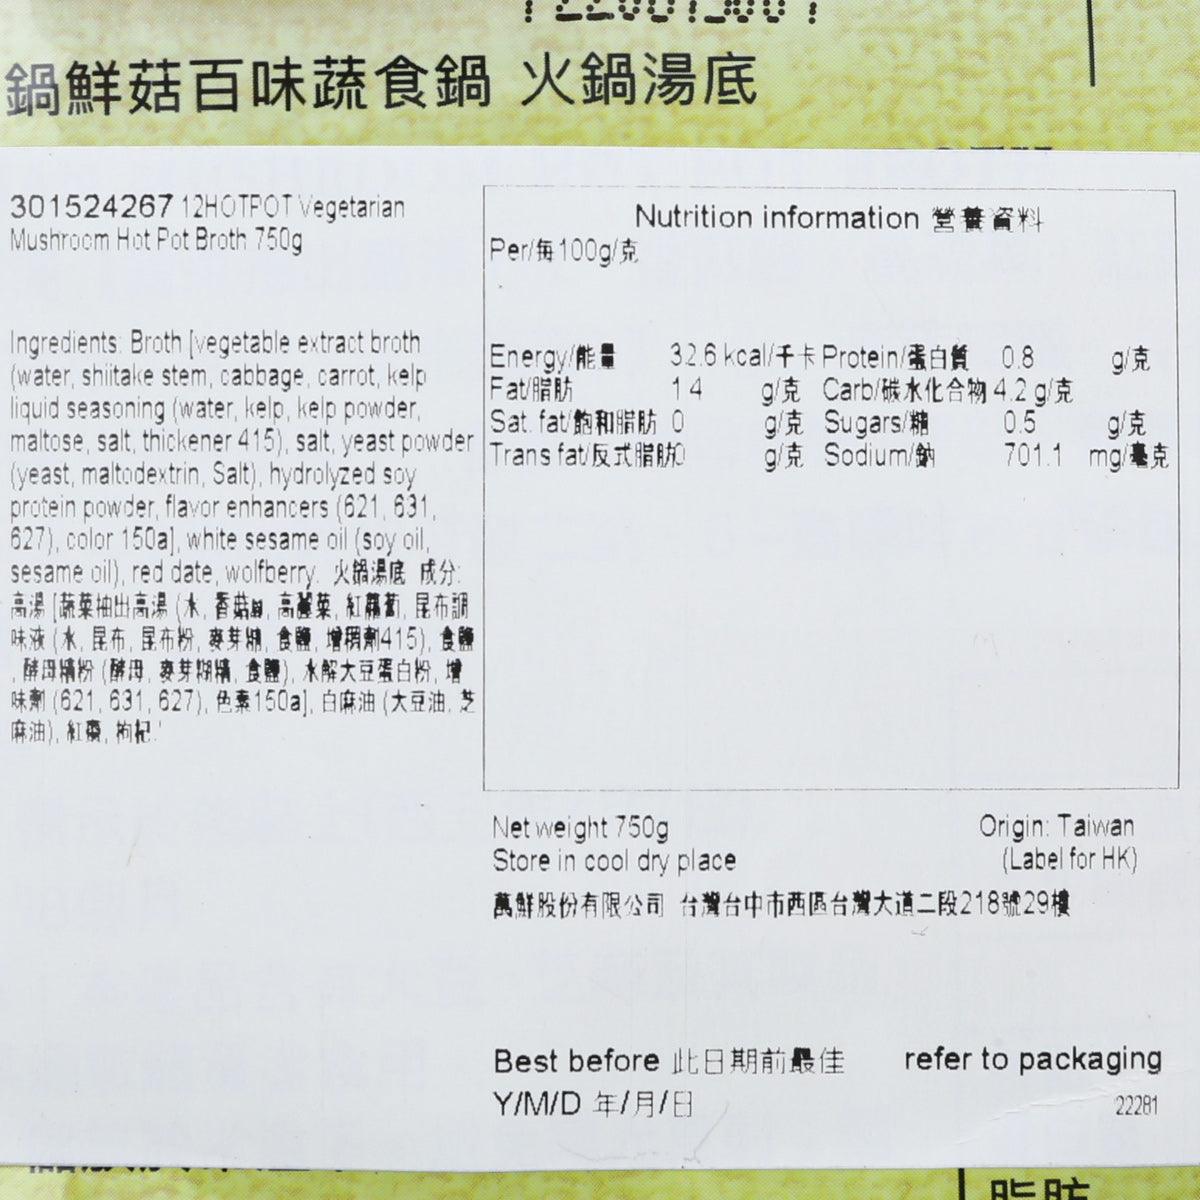 鍋鮮菇百味蔬食鍋 火鍋湯底
301524267 12HOTPOT Vegetarian
Mushroom Hot Pot Broth 750g
Ingredients: Broth [vegetable extract broth
(water, shiitake stem, cabbage, carrot, kelp
liquid seasoning (water, kelp, kelp powder,
maltose, salt, thickener 415), salt, yeast powder
(yeast, maltodextrin, Salt), hydrolyzed soy
protein powder, flavor enhancers (621, 631,
627), color 150a], white sesame oil (soy oil,
sesame oil), red date, wolfberry. 火鍋湯底 成分:
高湯 [蔬菜抽出高湯 (水, 香菇, 高麗菜, 紅蘿蔔, 昆布調
味液 (水, 昆布, 昆布粉, 麥芽糖, 食鹽, 增稠劑415), 食鹽
, 酵母精粉 (酵母, 麥芽糊精, 食鹽), 水解大豆蛋白粉, 增
味劑 (621, 631, 627), 色素150a], 白麻油 (大豆油, 芝
麻油), 紅棗, 枸杞.
Nutrition information 營養資料
Per/每100g/克
Energy/能量 32.6 kcal/千卡 Protein/蛋白質 0.8 g/克
Fat/脂肪 1.4 g/克 Carb/碳水化合物 4.2 g/克
Sat. fat/飽和脂肪 0 g/克 Sugars/糖 0.5 g/克
Trans fat/反式脂肪0 g/克 Sodium/鈉 701.1 mg/毫克
Net weight 750g Origin: Taiwan
Store in cool dry place (Label for HK)
萬鮮股份有限公司 台灣台中市西區台灣大道二段218號29樓
Best before 此日期前最佳 refer to packaging
Y/M/D 年/月/日 22281
脂肪